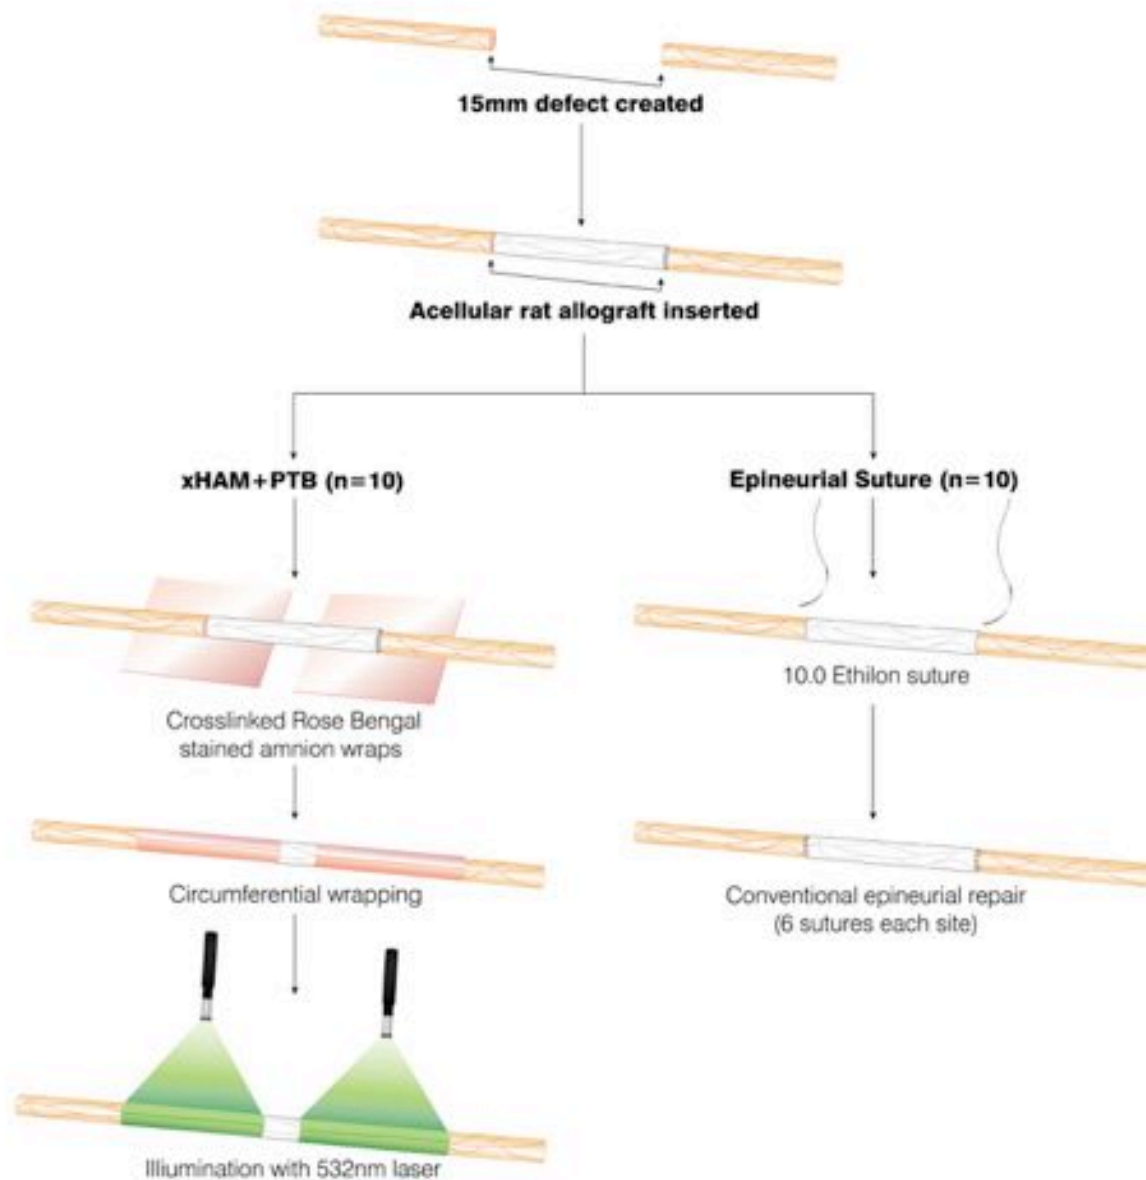 15mm defect created
Acellular rat allograft inserted
xHAM+PTB (n=10)
Epineurial Suture (n=10)
10.0 Ethilon suture
Crosslinked Rose Bengal
stained amnion wraps
Circumferential wrapping
Conventional epineurial repair
(6 sutures each site)
Illiumination with 532nm laser